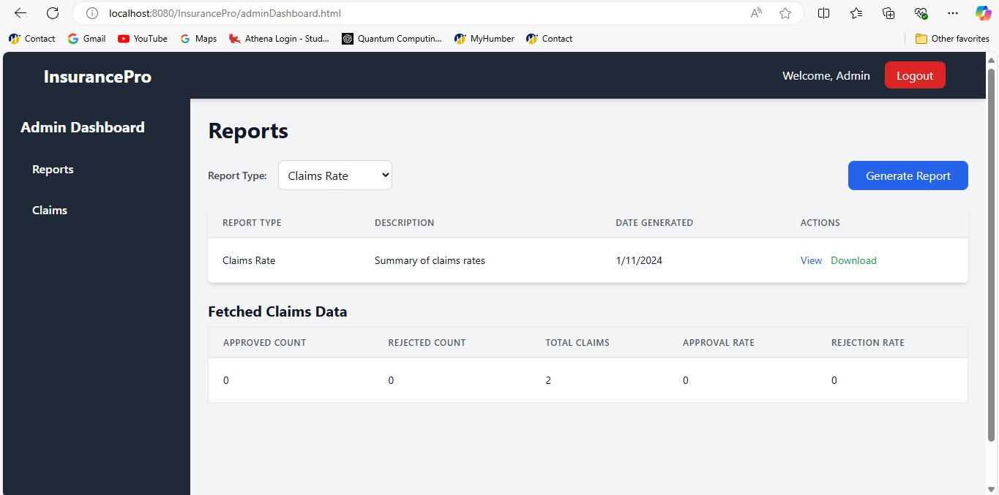 localhost:8080/InsurancePro/adminDashboard.html
Contact Gmail YouTube Maps Athena Login - Stud... Quantum Computin... MyHumber Contact Other favorites
InsurancePro Welcome, Admin Logout
Admin Dashboard
Reports
Claims
Reports
Report Type: Claims Rate Generate Report
REPORT TYPE DESCRIPTION DATE GENERATED ACTIONS
Claims Rate Summary of claims rates 1/11/2024 View Download
Fetched Claims Data
APPROVED COUNT REJECTED COUNT TOTAL CLAIMS APPROVAL RATE REJECTION RATE
0 0 2 0 0